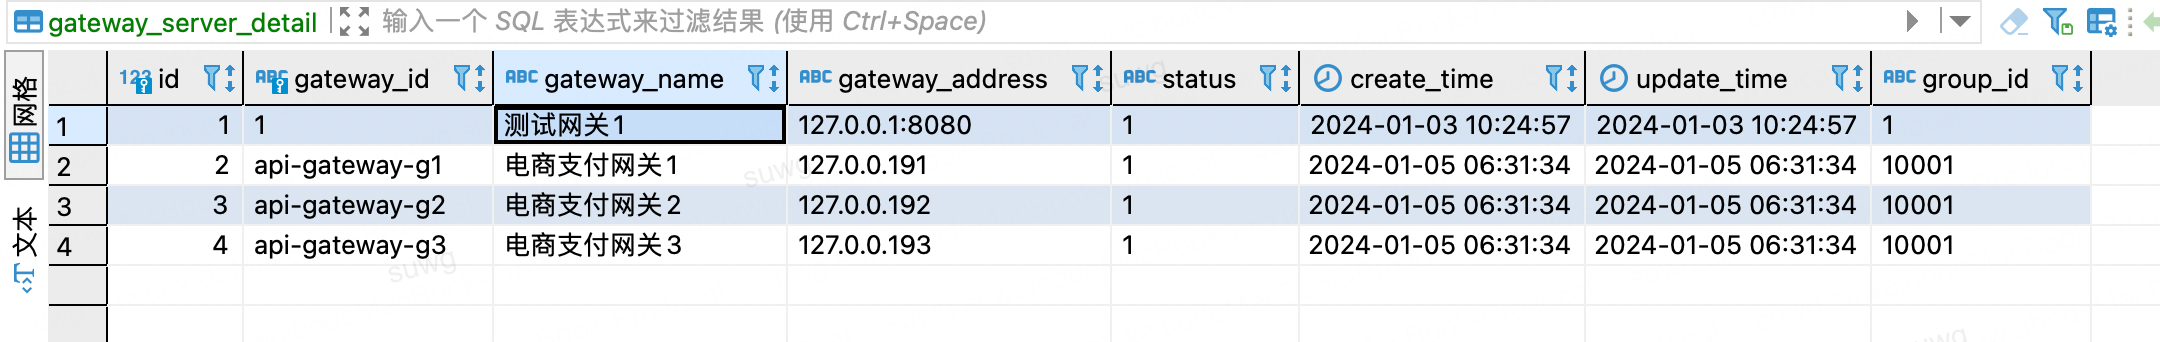 gateway_server_detail 输入一个 SQL 表达式来过滤结果 (使用 Ctrl+Space)
网格
文本
123 id ABC gateway_id ABC gateway_name ABC gateway_address ABC status create_time update_time ABC group_id
1 1 1 测试网关1 127.0.0.1:8080 1 2024-01-03 10:24:57 2024-01-03 10:24:57 1
2 2 api-gateway-g1 电商支付网关1 127.0.0.191 1 2024-01-05 06:31:34 2024-01-05 06:31:34 10001
3 3 api-gateway-g2 电商支付网关2 127.0.0.192 1 2024-01-05 06:31:34 2024-01-05 06:31:34 10001
4 4 api-gateway-g3 电商支付网关3 127.0.0.193 1 2024-01-05 06:31:34 2024-01-05 06:31:34 10001
suwg
suwg
suwg